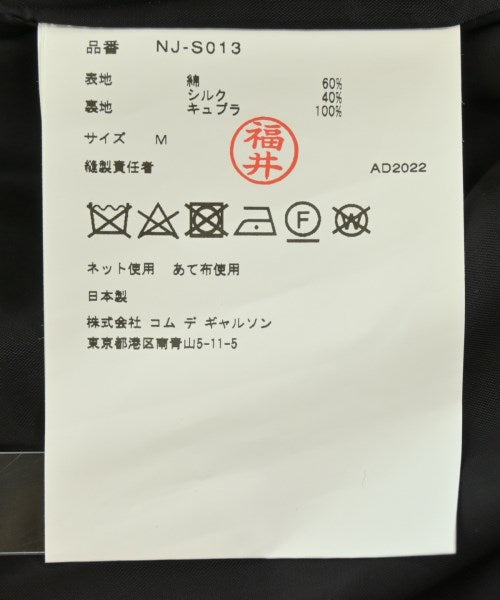 品番 NJ-S013
表地 綿 60%
シルク 40%
裏地 キュプラ 100%
サイズ M
福井
縫製責任者 AD2022
F W
ネット使用 あて布使用
日本製
株式会社 コム デ ギャルソン
東京都港区南青山5-11-5